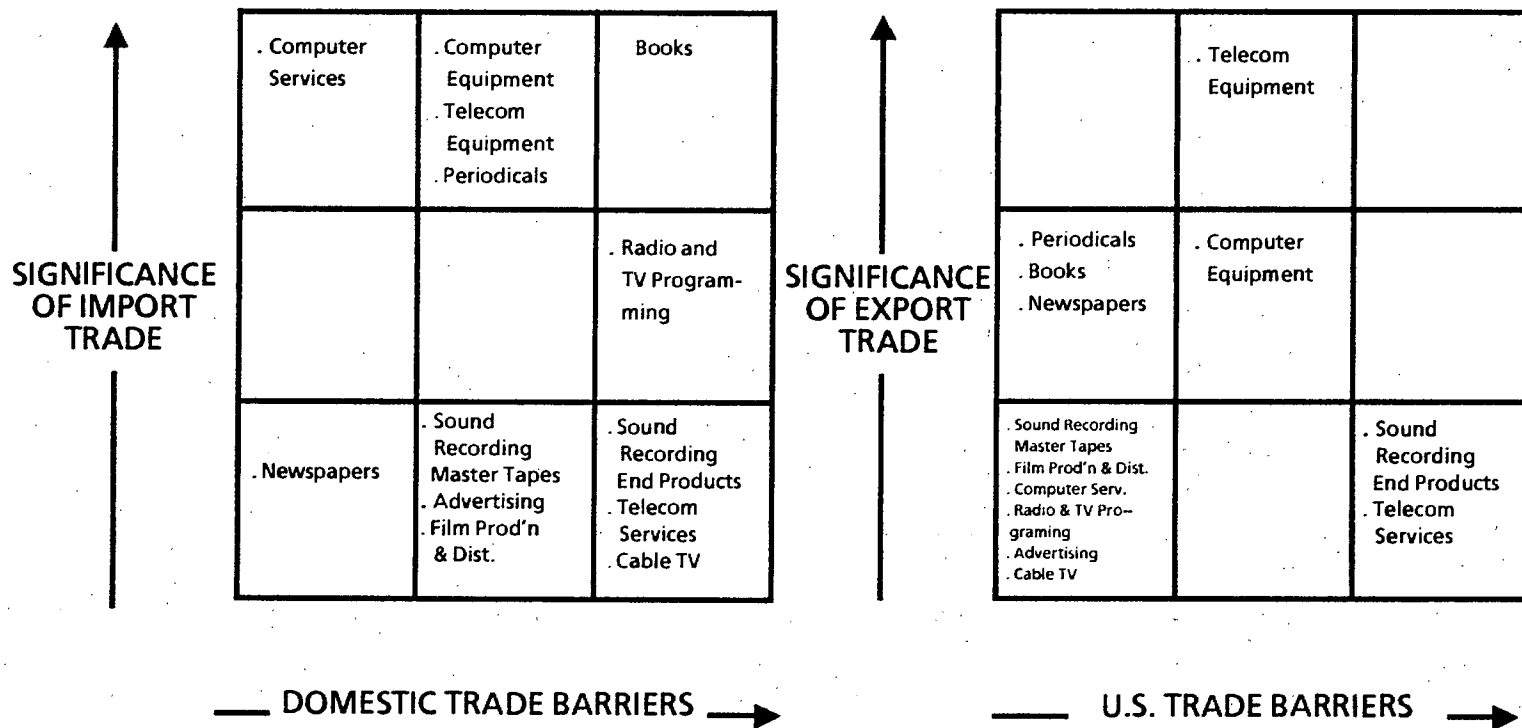 . Computer
Services
. Computer
Equipment
. Telecom
Equipment
. Periodicals
Books
. Radio and
TV Program-
ming
. Newspapers
. Sound
Recording
Master Tapes
. Advertising
. Film Prod'n
& Dist.
. Sound
Recording
End Products
. Telecom
Services
. Cable TV
SIGNIFICANCE
OF IMPORT
TRADE
DOMESTIC TRADE BARRIERS
. Telecom
Equipment
. Periodicals
. Books
. Newspapers
. Computer
Equipment
. Sound Recording
Master Tapes
. Film Prod'n & Dist.
. Computer Serv.
. Radio & TV Pro--
graming
. Advertising
. Cable TV
. Sound
Recording
End Products
. Telecom
Services
SIGNIFICANCE
OF EXPORT
TRADE
U.S. TRADE BARRIERS